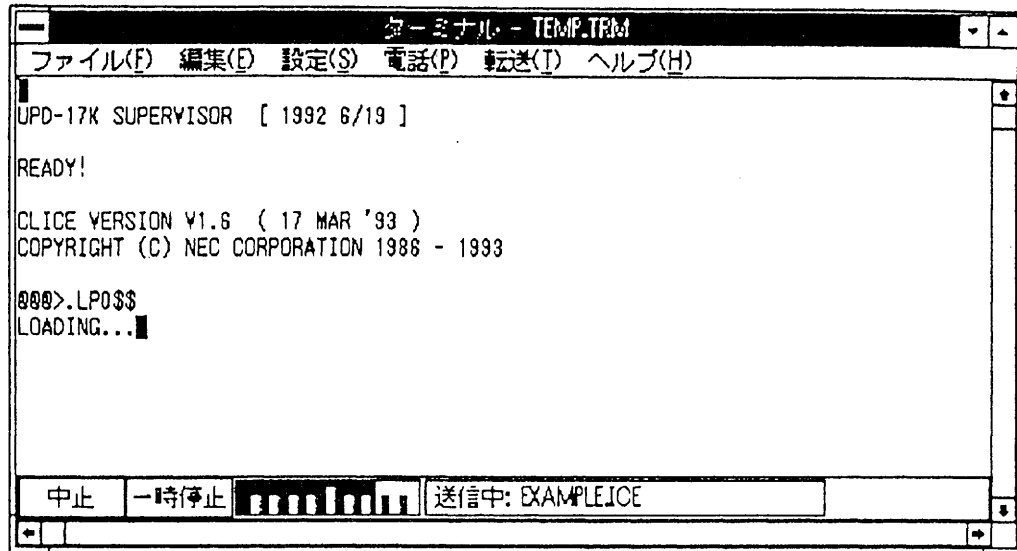 ターミナル - TEMP.TRM
ファイル(F) 編集(E) 設定(S) 電話(P) 転送(T) ヘルプ(H)
UPD-17K SUPERVISOR [ 1992 6/19 ]
READY!
CLICE VERSION V1.6 ( 17 MAR '93 )
COPYRIGHT (C) NEC CORPORATION 1986 - 1993
@@@>.LP0$$
LOADING...
中止 一時停止 送信中: EXAMPLE.ICE